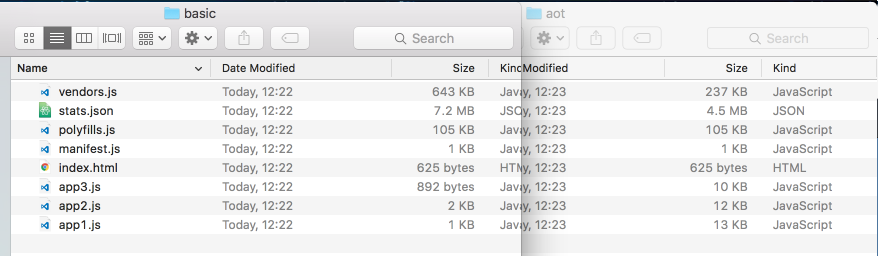 basic aot
Search Search
Name Date Modified Size Kind Modified Size Kind
vendors.js Today, 12:22 643 KB Java y, 12:23 237 KB JavaScript
stats.json Today, 12:22 7.2 MB JSO y, 12:23 4.5 MB JSON
polyfills.js Today, 12:22 105 KB Java y, 12:23 105 KB JavaScript
manifest.js Today, 12:22 1 KB Java y, 12:23 1 KB JavaScript
index.html Today, 12:22 625 bytes HTM y, 12:23 625 bytes HTML
app3.js Today, 12:22 892 bytes Java y, 12:23 10 KB JavaScript
app2.js Today, 12:22 2 KB Java y, 12:23 12 KB JavaScript
app1.js Today, 12:22 1 KB Java y, 12:23 13 KB JavaScript